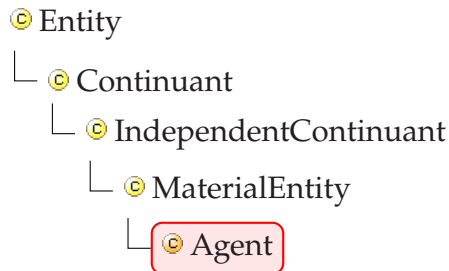 C Entity
C Continuant
C IndependentContinuant
C MaterialEntity
C Agent